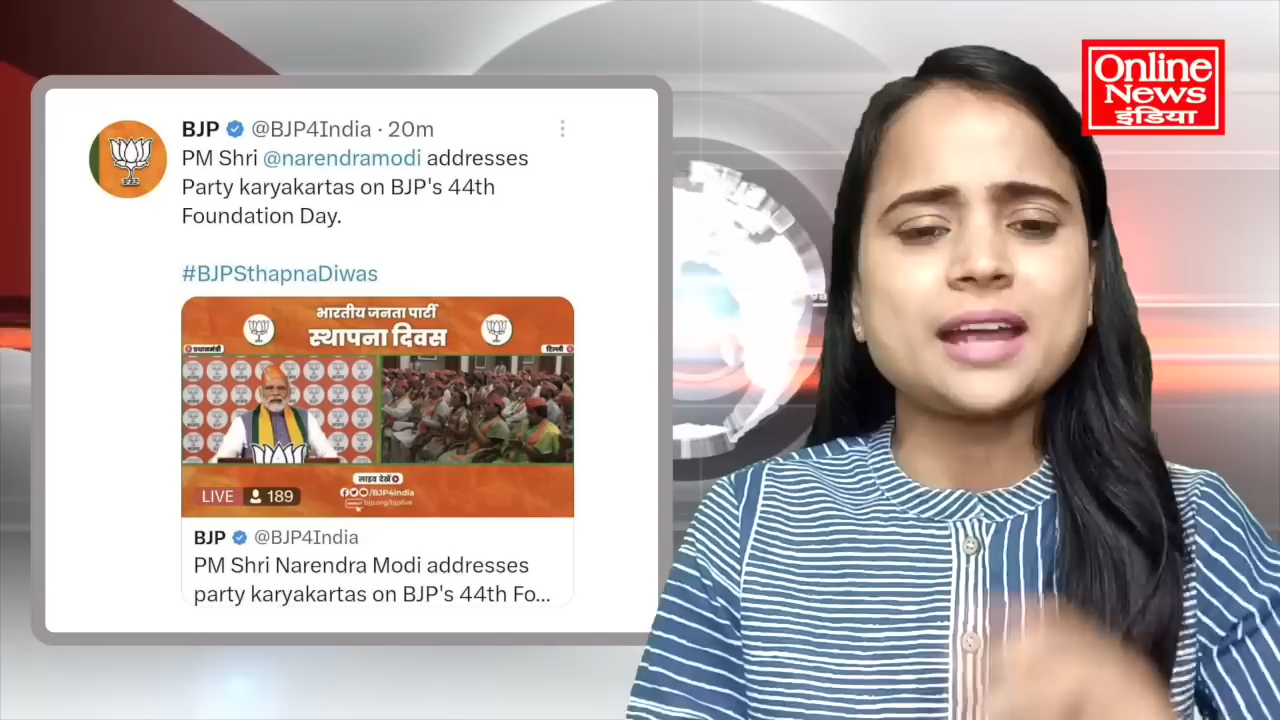 BJP @BJP4India · 20m
PM Shri @narendramodi addresses
Party karyakartas on BJP's 44th
Foundation Day.
#BJPSthapnaDiwas
भारतीय जनता पार्टी
स्थापना दिवस
प्रधानमंत्री
दिल्ली
लाइव देखें
/BJP4India
bjp.org/bjplive
LIVE 189
BJP @BJP4India
PM Shri Narendra Modi addresses
party karyakartas on BJP's 44th Fo...
Online
News
इंडिया